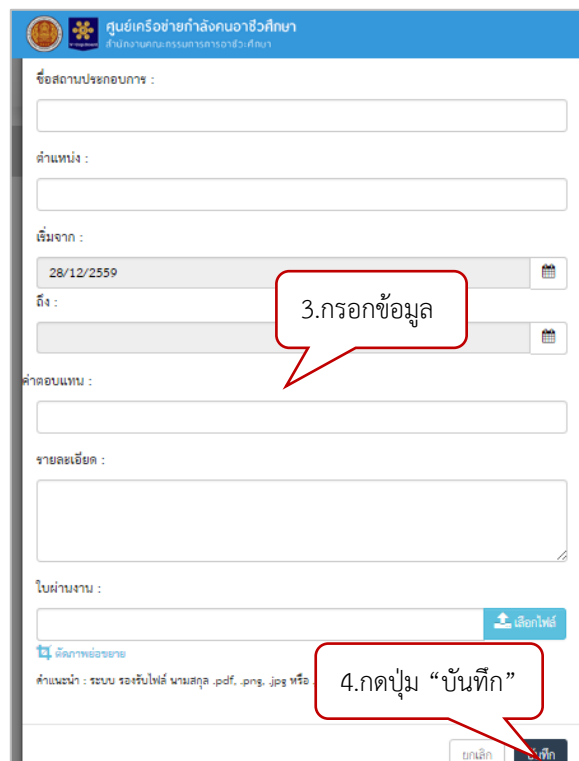 ศูนย์เครือข่ายกำลังคนอาชีวศึกษา
สำนักงานคณะกรรมการการอาชีวศึกษา
ชื่อสถานประกอบการ :
ตำแหน่ง :
เริ่มจาก :
28/12/2559
ถึง :
3.กรอกข้อมูล
ค่าตอบแทน :
รายละเอียด :
ใบผ่านงาน :
เลือกไฟล์
ตัดภาพย่อขยาย
คำแนะนำ : ระบบ รองรับไฟล์ นามสกุล .pdf, .png, .jpg หรือ .
4.กดปุ่ม “บันทึก”
ยกเลิก
บันทึก